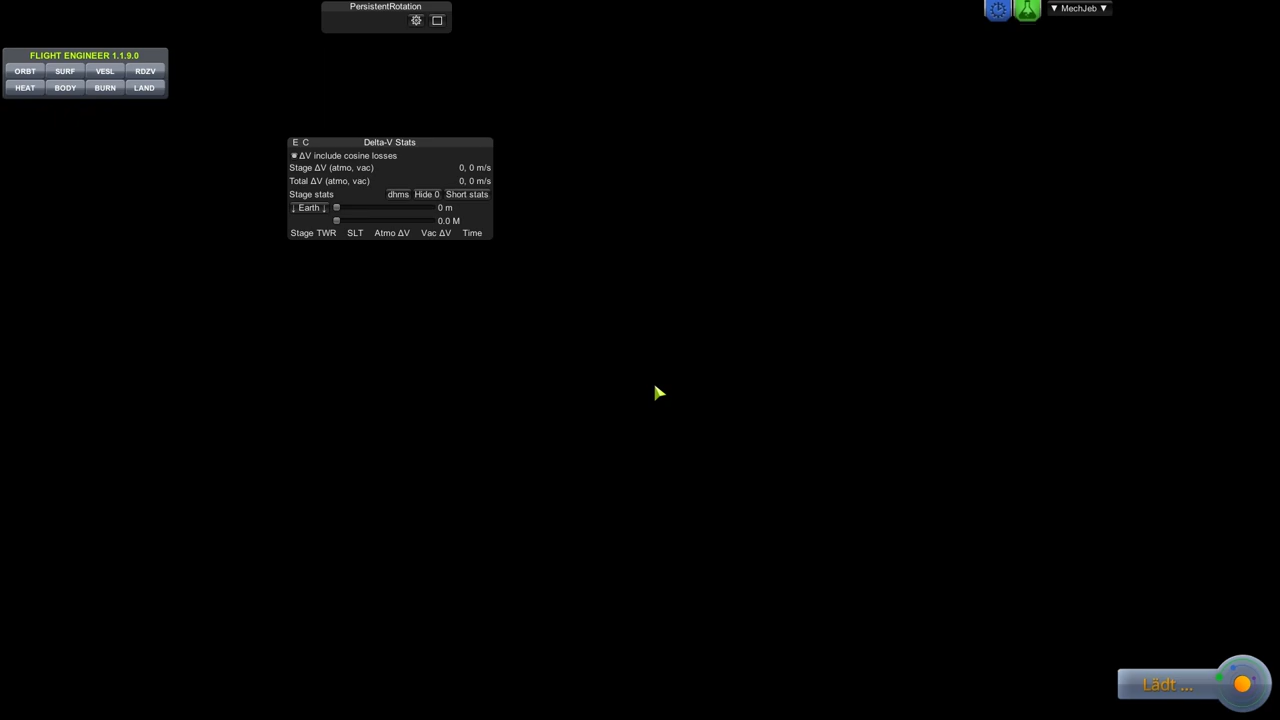 PersistentRotation
▼ MechJeb ▼
FLIGHT ENGINEER 1.1.9.0
ORBT SURF VESL RDZV
HEAT BODY BURN LAND
E C Delta-V Stats
ΔV include cosine losses
Stage ΔV (atmo, vac) 0, 0 m/s
Total ΔV (atmo, vac) 0, 0 m/s
Stage stats dhms Hide 0 Short stats
↓ Earth ↓ 0 m
0.0 M
Stage TWR SLT Atmo ΔV Vac ΔV Time
Lädt ...